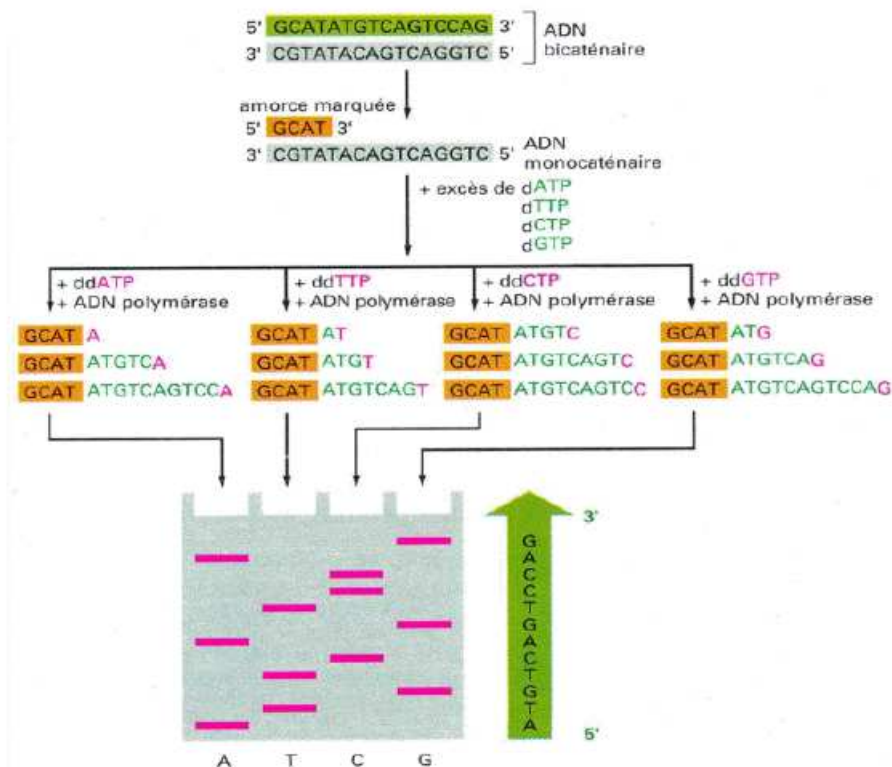 5' GCATATGTCAGTCCAG 3'
3' CGTATACAGTCAGGTC 5'
ADN
bicaténaire
amorce marquée
5' GCAT 3'
3' CGTATACAGTCAGGTC 5'
ADN
monocaténaire
+ excès de dATP
dTTP
dCTP
dGTP
+ ddATP
+ ADN polymérase
GCAT A
GCAT ATGTCA
GCAT ATGTCAGTCCA
+ ddTTP
+ ADN polymérase
GCAT AT
GCAT ATGT
GCAT ATGTCAGT
+ ddCTP
+ ADN polymérase
GCAT ATGTC
GCAT ATGTCAGTC
GCAT ATGTCAGTCC
+ ddGTP
+ ADN polymérase
GCAT ATG
GCAT ATGTCAG
GCAT ATGTCAGTCCAG
3'
GACCTGACTGTA
5'
A T C G